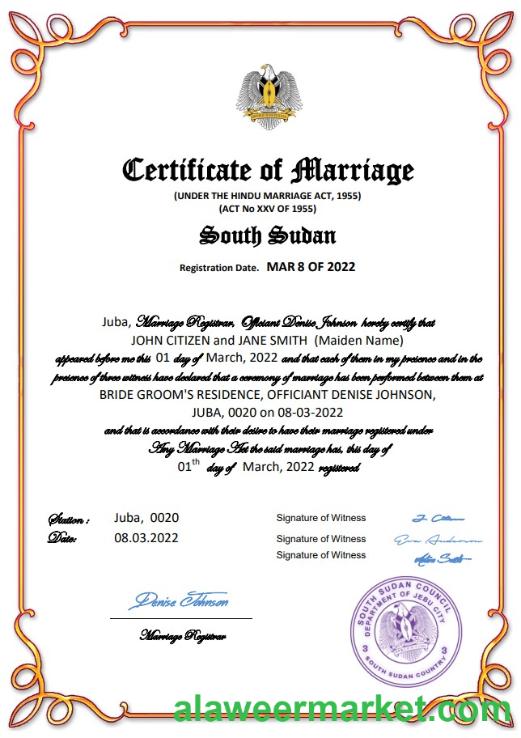 Certificate of Marriage
(UNDER THE HINDU MARRIAGE ACT, 1955)
(ACT No XXV OF 1955)
South Sudan
Registration Date. MAR 8 OF 2022
Juba, Marriage Registrar, Officiant Denise Johnson hereby certify that
JOHN CITIZEN and JANE SMITH (Maiden Name)
appeared before me this 01 day of March, 2022 and that each of them in my presence and in the
presence of three witness have declared that a ceremony of marriage has been performed between them at
BRIDE GROOM'S RESIDENCE, OFFICIANT DENISE JOHNSON,
JUBA, 0020 on 08-03-2022
and that is accordance with their desire to have their marriage registered under
Any Marriage Act the said marriage has, this day of
01th day of March, 2022 registered
Station : Juba, 0020
Date: 08.03.2022
Signature of Witness
Signature of Witness Eva Anderson
Signature of Witness
Denise Johnson
Marriage Registrar
SOUTH SUDAN COUNCIL
DEPARTMENT OF JEBU CITY
3 3
SOUTH SUDAN COUNTRY
alaweermarket.com